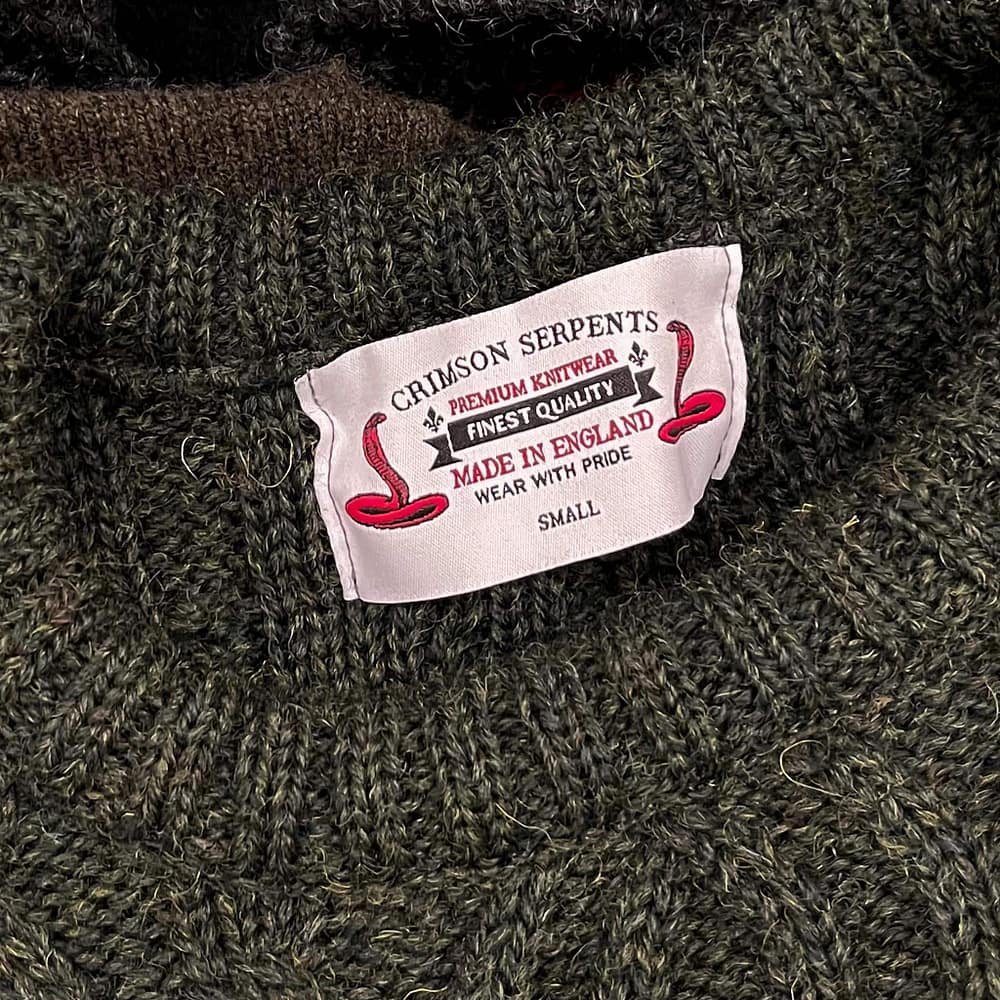 CRIMSON SERPENTS
PREMIUM KNITWEAR
FINEST QUALITY
MADE IN ENGLAND
WEAR WITH PRIDE
SMALL